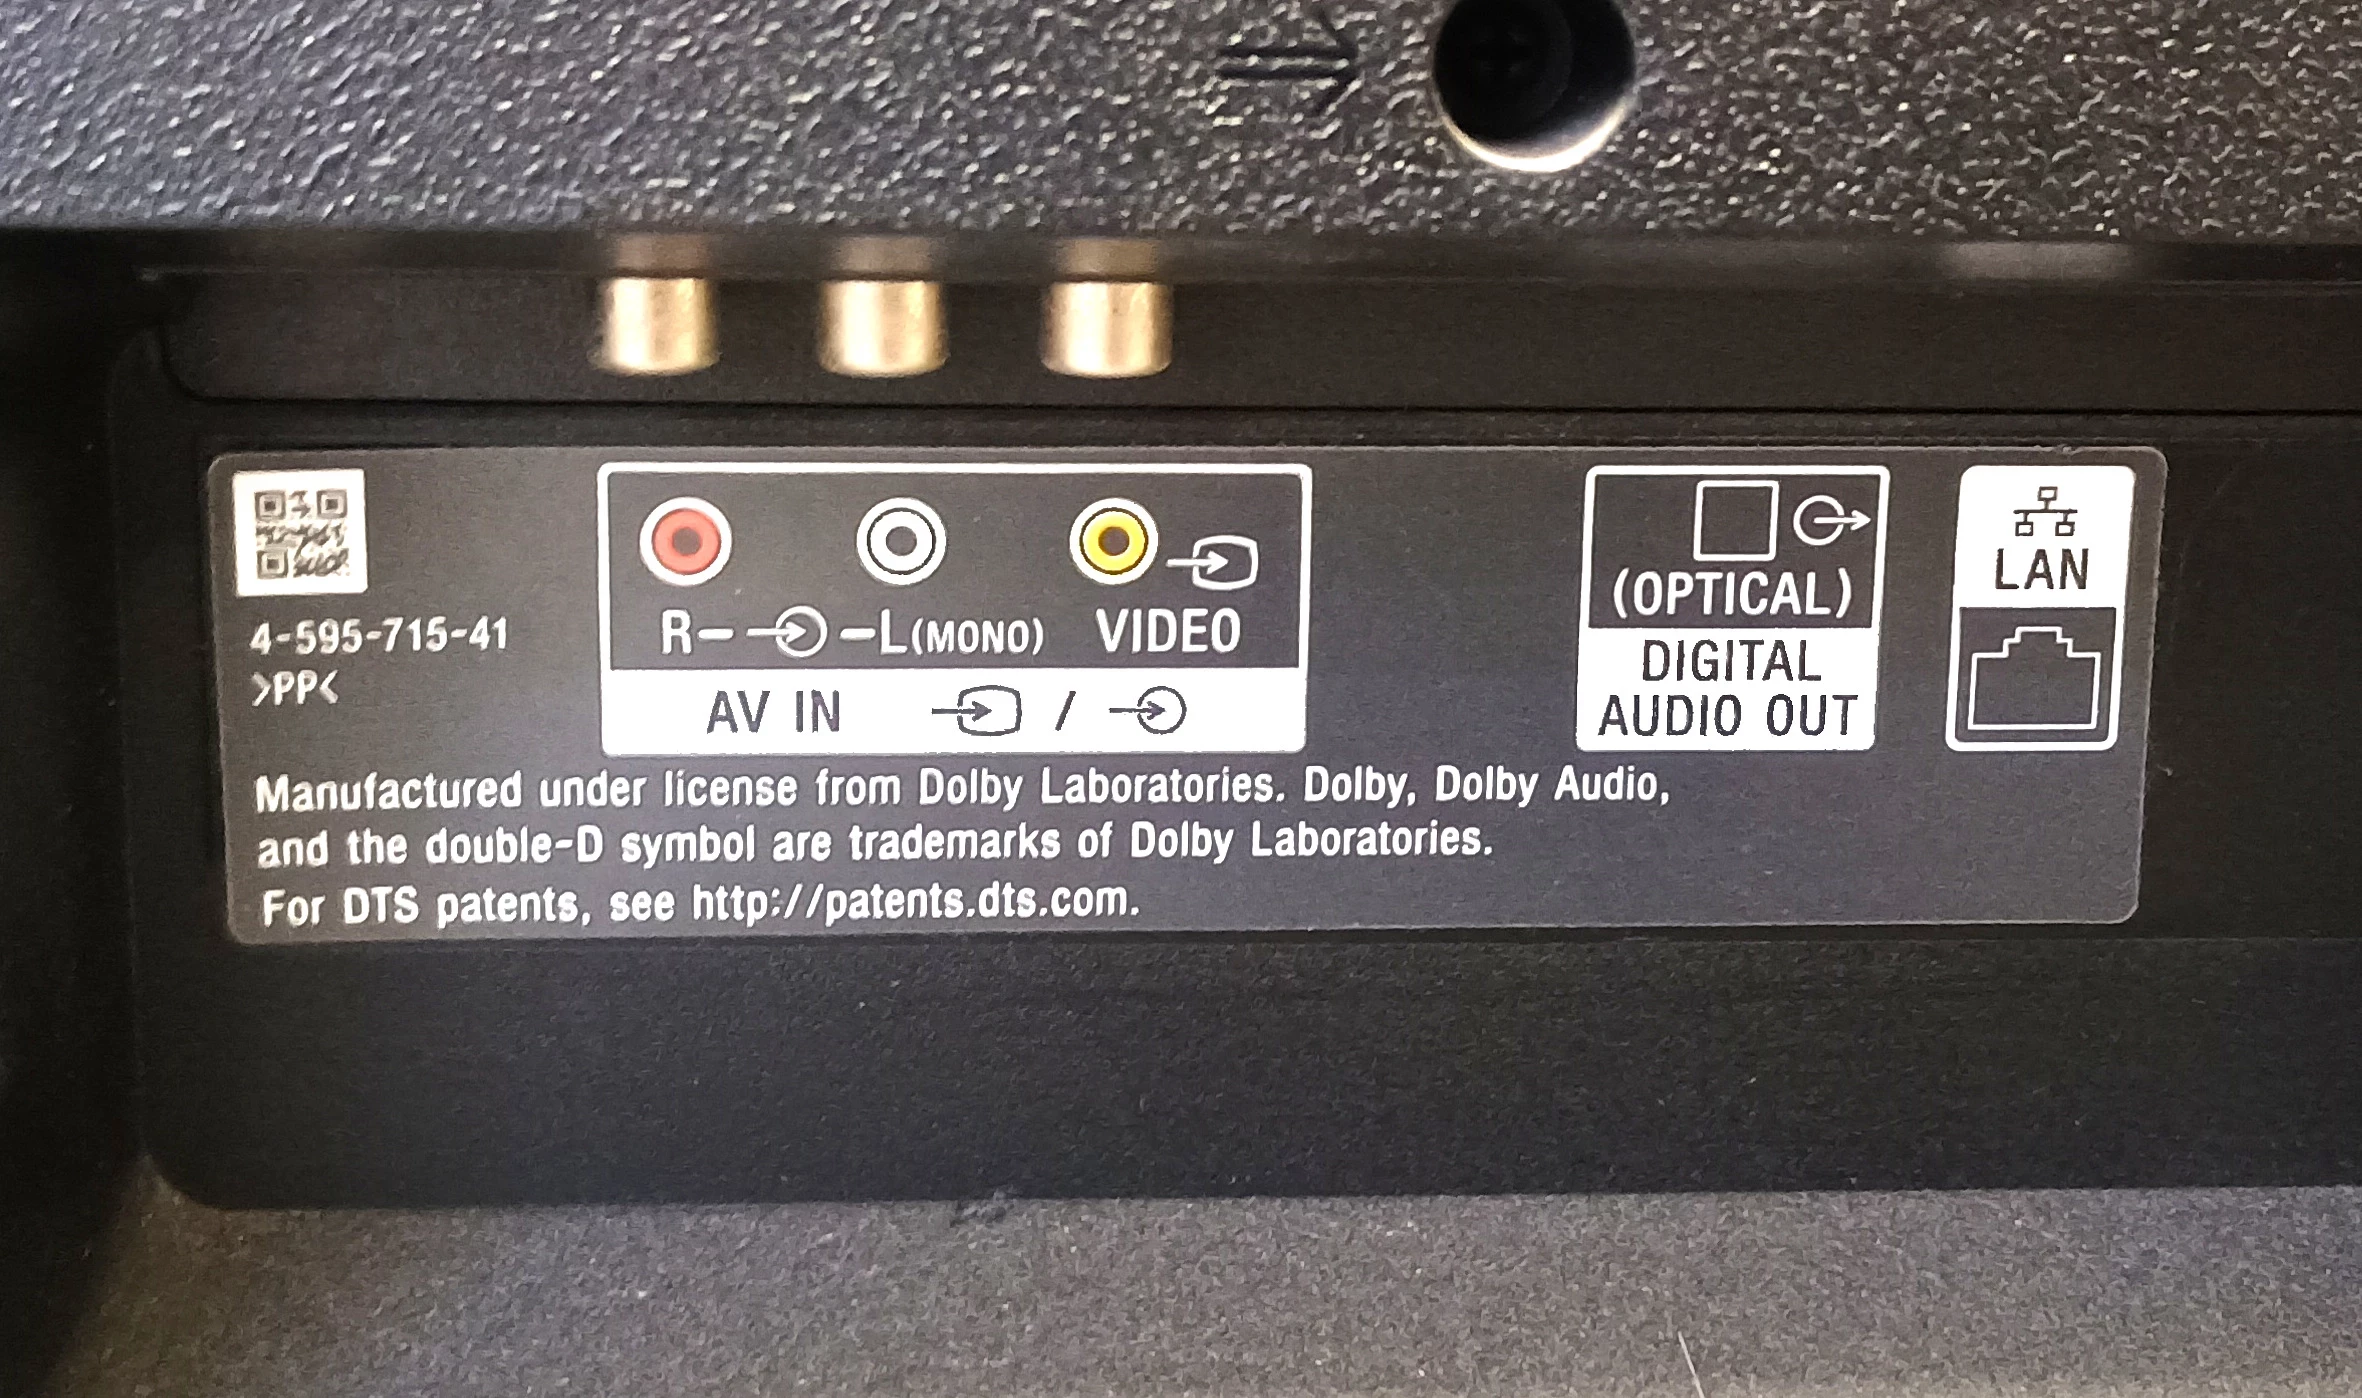 4-595-715-41
>PP<
R- -L(MONO) VIDEO
AV IN /
(OPTICAL)
DIGITAL
AUDIO OUT
LAN
Manufactured under license from Dolby Laboratories. Dolby, Dolby Audio,
and the double-D symbol are trademarks of Dolby Laboratories.
For DTS patents, see http://patents.dts.com.